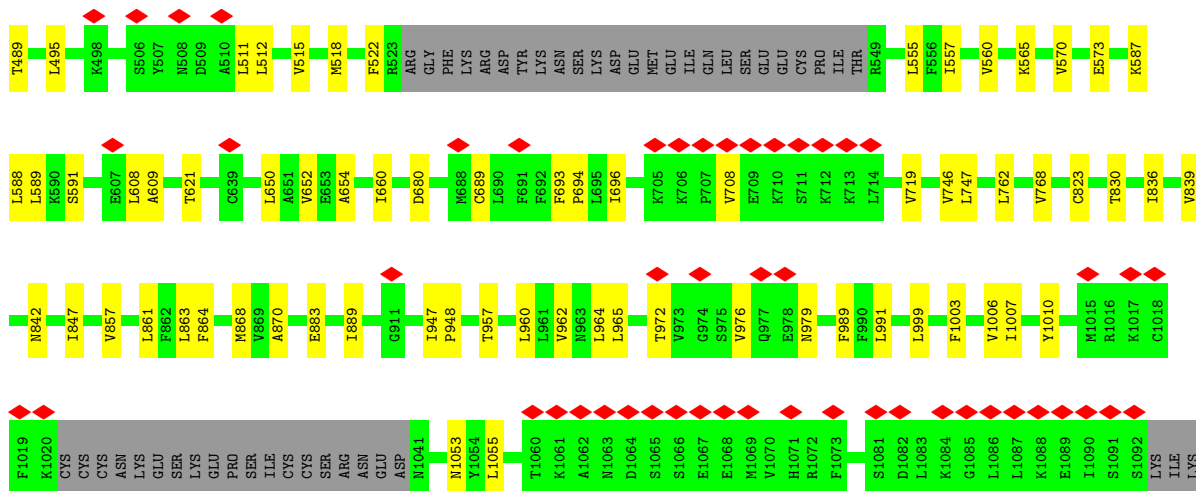 T489 L495 K498 S506 Y507 N508 D509 A510 L511 L512 V515 M518 F522 R523 ARG GLY PHE LYS ARG ASP TYR LYS ASN SER LYS ASP GLU MET GLU ILE GLN LEU SER GLU GLU CYS PRO ILE THR R549 L555 F556 I557 V560 K565 V570 E573 K587
L588 L589 K590 S591 E607 L608 A609 T621 C639 L650 A651 V652 E653 A654 I660 D680 M688 C689 L690 F691 F692 F693 P694 L695 I696 K705 K706 P707 V708 E709 K710 S711 K712 K713 L714 V719 V746 L747 L762 V768 C823 T830 I836 V839
N842 I847 V857 L861 F862 L863 F864 M868 V869 A870 E883 I889 G911 I947 P948 T957 L960 L961 V962 N963 L964 L965 T972 V973 G974 S975 V976 Q977 E978 N979 F989 F990 L991 L999 F1003 V1006 I1007 Y1010 M1015 R1016 K1017 C1018
F1019 K1020 CYS CYS CYS ASN LYS GLU SER LYS GLU PRO SER ILE CYS CYS SER ARG ASN GLU ASP N1041 N1053 Y1054 L1055 T1060 K1061 A1062 N1063 D1064 S1065 S1066 E1067 E1068 M1069 V1070 H1071 R1072 F1073 S1081 D1082 L1083 K1084 G1085 L1086 L1087 K1088 E1089 I1090 S1091 S1092 LYS ILE LYS